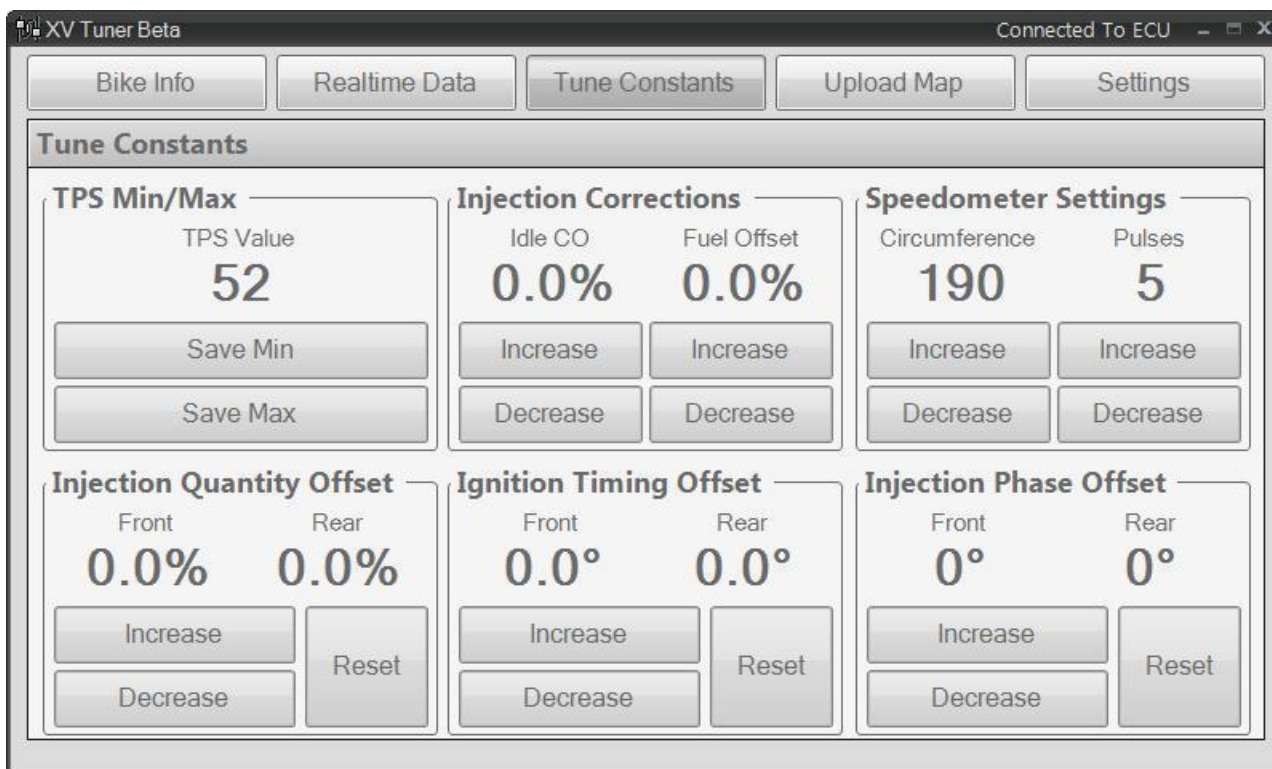 XV Tuner Beta Connected To ECU
Bike Info Realtime Data Tune Constants Upload Map Settings
Tune Constants
TPS Min/Max Injection Corrections Speedometer Settings
TPS Value Idle CO Fuel Offset Circumference Pulses
52 0.0% 0.0% 190 5
Save Min Increase Increase Increase Increase
Save Max Decrease Decrease Decrease Decrease
Injection Quantity Offset Ignition Timing Offset Injection Phase Offset
Front Rear Front Rear Front Rear
0.0% 0.0% 0.0° 0.0° 0° 0°
Increase Increase Increase
Reset Reset Reset
Decrease Decrease Decrease